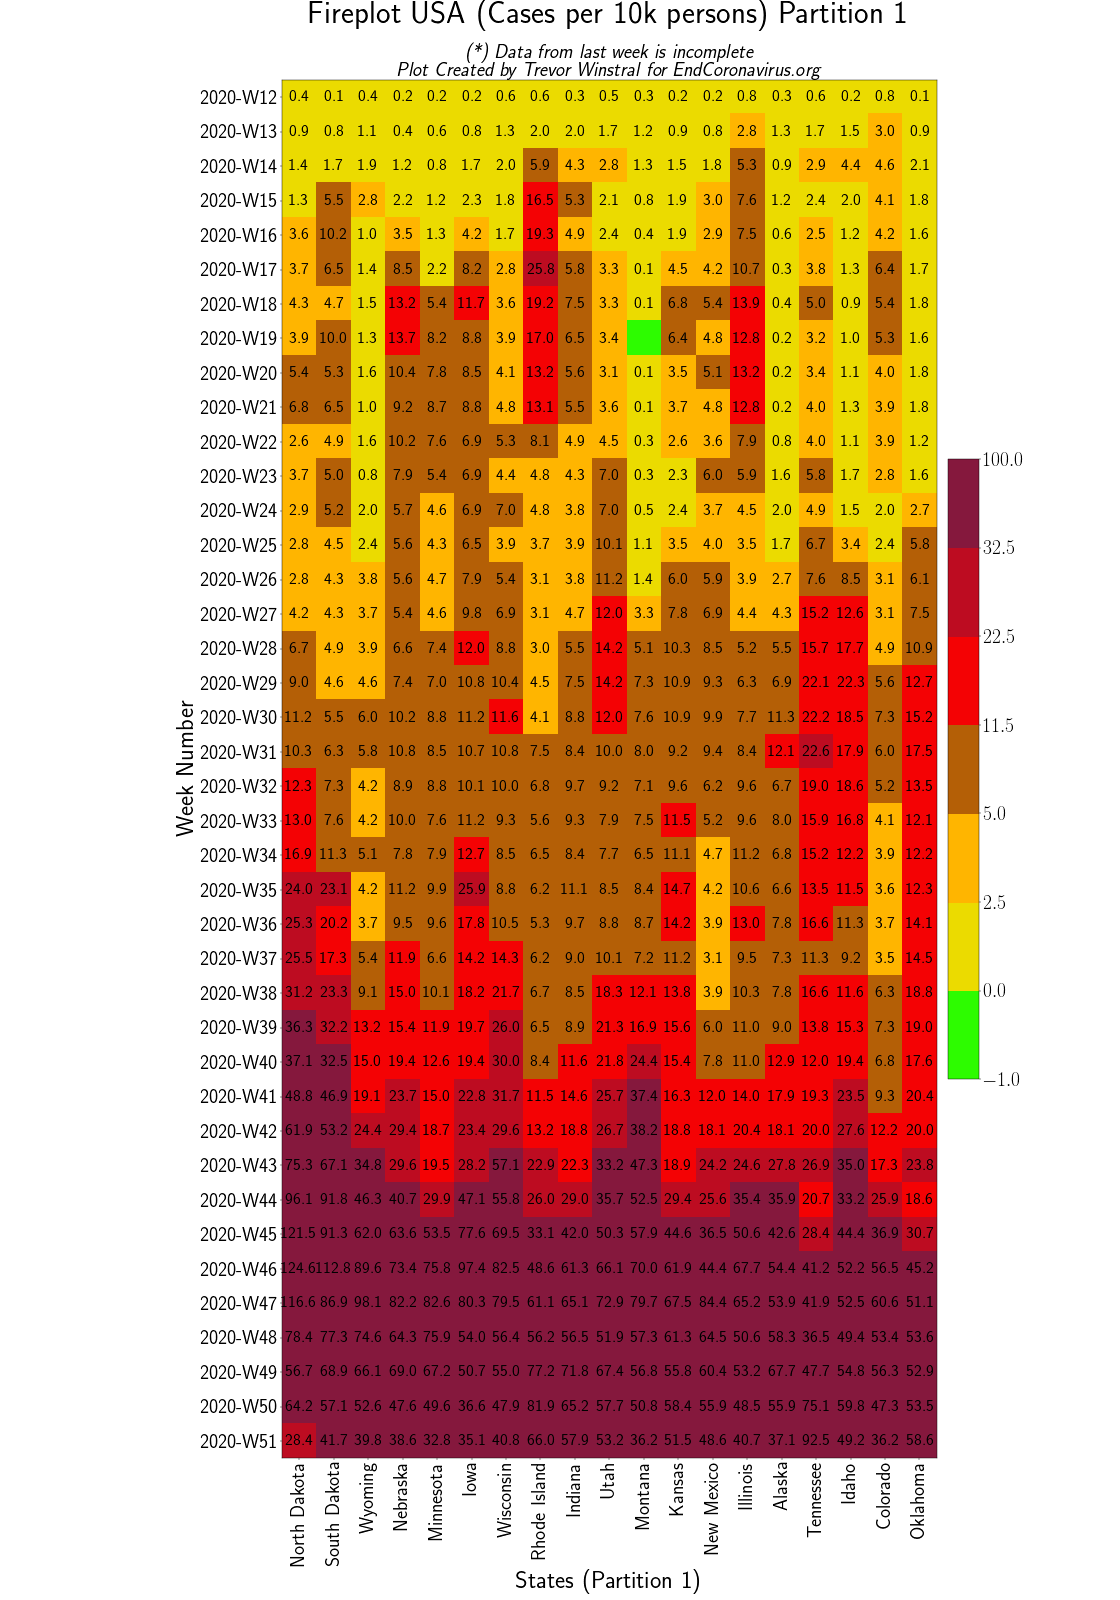 Fireplot USA (Cases per 10k persons) Partition 1
(*) Data from last week is incomplete
Plot Created by Trevor Winstral for EndCoronavirus.org
2020-W12 0.4 0.1 0.4 0.2 0.2 0.2 0.6 0.6 0.3 0.5 0.3 0.2 0.2 0.8 0.3 0.6 0.2 0.8 0.1
2020-W13 0.9 0.8 1.1 0.4 0.6 0.8 1.3 2.0 2.0 1.7 1.2 0.9 0.8 2.8 1.3 1.7 1.5 3.0 0.9
2020-W14 1.4 1.7 1.9 1.2 0.8 1.7 2.0 5.9 4.3 2.8 1.3 1.5 1.8 5.3 0.9 2.9 4.4 4.6 2.1
2020-W15 1.3 5.5 2.8 2.2 1.2 2.3 1.8 16.5 5.3 2.1 0.8 1.9 3.0 7.6 1.2 2.4 2.0 4.1 1.8
2020-W16 3.6 10.2 1.0 3.5 1.3 4.2 1.7 19.3 4.9 2.4 0.4 1.9 2.9 7.5 0.6 2.5 1.2 4.2 1.6
2020-W17 3.7 6.5 1.4 8.5 2.2 8.2 2.8 25.8 5.8 3.3 0.1 4.5 4.2 10.7 0.3 3.8 1.3 6.4 1.7
2020-W18 4.3 4.7 1.5 13.2 5.4 11.7 3.6 19.2 7.5 3.3 0.1 6.8 5.4 13.9 0.4 5.0 0.9 5.4 1.8
2020-W19 3.9 10.0 1.3 13.7 8.2 8.8 3.9 17.0 6.5 3.4 6.4 4.8 12.8 0.2 3.2 1.0 5.3 1.6
2020-W20 5.4 5.3 1.6 10.4 7.8 8.5 4.1 13.2 5.6 3.1 0.1 3.5 5.1 13.2 0.2 3.4 1.1 4.0 1.8
2020-W21 6.8 6.5 1.0 9.2 8.7 8.8 4.8 13.1 5.5 3.6 0.1 3.7 4.8 12.8 0.2 4.0 1.3 3.9 1.8
2020-W22 2.6 4.9 1.6 10.2 7.6 6.9 5.3 8.1 4.9 4.5 0.3 2.6 3.6 7.9 0.8 4.0 1.1 3.9 1.2
2020-W23 3.7 5.0 0.8 7.9 5.4 6.9 4.4 4.8 4.3 7.0 0.3 2.3 6.0 5.9 1.6 5.8 1.7 2.8 1.6
2020-W24 2.9 5.2 2.0 5.7 4.6 6.9 7.0 4.8 3.8 7.0 0.5 2.4 3.7 4.5 2.0 4.9 1.5 2.0 2.7
2020-W25 2.8 4.5 2.4 5.6 4.3 6.5 3.9 3.7 3.9 10.1 1.1 3.5 4.0 3.5 1.7 6.7 3.4 2.4 5.8
2020-W26 2.8 4.3 3.8 5.6 4.7 7.9 5.4 3.1 3.8 11.2 1.4 6.0 5.9 3.9 2.7 7.6 8.5 3.1 6.1
2020-W27 4.2 4.3 3.7 5.4 4.6 9.8 6.9 3.1 4.7 12.0 3.3 7.8 6.9 4.4 4.3 15.2 12.6 3.1 7.5
2020-W28 6.7 4.9 3.9 6.6 7.4 12.0 8.8 3.0 5.5 14.2 5.1 10.3 8.5 5.2 5.5 15.7 17.7 4.9 10.9
2020-W29 9.0 4.6 4.6 7.4 7.0 10.8 10.4 4.5 7.5 14.2 7.3 10.9 9.3 6.3 6.9 22.1 22.3 5.6 12.7
2020-W30 11.2 5.5 6.0 10.2 8.8 11.2 11.6 4.1 8.8 12.0 7.6 10.9 9.9 7.7 11.3 22.2 18.5 7.3 15.2
2020-W31 10.3 6.3 5.8 10.8 8.5 10.7 10.8 7.5 8.4 10.0 8.0 9.2 9.4 8.4 12.1 22.6 17.9 6.0 17.5
2020-W32 12.3 7.3 4.2 8.9 8.8 10.1 10.0 6.8 9.7 9.2 7.1 9.6 6.2 9.6 6.7 19.0 18.6 5.2 13.5
2020-W33 13.0 7.6 4.2 10.0 7.6 11.2 9.3 5.6 9.3 7.9 7.5 11.5 5.2 9.6 8.0 15.9 16.8 4.1 12.1
2020-W34 16.9 11.3 5.1 7.8 7.9 12.7 8.5 6.5 8.4 7.7 6.5 11.1 4.7 11.2 6.8 15.2 12.2 3.9 12.2
2020-W35 24.0 23.1 4.2 11.2 9.9 25.9 8.8 6.2 11.1 8.5 8.4 14.7 4.2 10.6 6.6 13.5 11.5 3.6 12.3
2020-W36 25.3 20.2 3.7 9.5 9.6 17.8 10.5 5.3 9.7 8.8 8.7 14.2 3.9 13.0 7.8 16.6 11.3 3.7 14.1
2020-W37 25.5 17.3 5.4 11.9 6.6 14.2 14.3 6.2 9.0 10.1 7.2 11.2 3.1 9.5 7.3 11.3 9.2 3.5 14.5
2020-W38 31.2 23.3 9.1 15.0 10.1 18.2 21.7 6.7 8.5 18.3 12.1 13.8 3.9 10.3 7.8 16.6 11.6 6.3 18.8
2020-W39 36.3 32.2 13.2 15.4 11.9 19.7 26.0 6.5 8.9 21.3 16.9 15.6 6.0 11.0 9.0 13.8 15.3 7.3 19.0
2020-W40 37.1 32.5 15.0 19.4 12.6 19.4 30.0 8.4 11.6 21.8 24.4 15.4 7.8 11.0 12.9 12.0 19.4 6.8 17.6
2020-W41 48.8 46.9 19.1 23.7 15.0 22.8 31.7 11.5 14.6 25.7 37.4 16.3 12.0 14.0 17.9 19.3 23.5 9.3 20.4
2020-W42 61.9 53.2 24.4 29.4 18.7 23.4 29.6 13.2 18.8 26.7 38.2 18.8 18.1 20.4 18.1 20.0 27.6 12.2 20.0
2020-W43 75.3 67.1 34.8 29.6 19.5 28.2 57.1 22.9 22.3 33.2 47.3 18.9 24.2 24.6 27.8 26.9 35.0 17.3 23.8
2020-W44 96.1 91.8 46.3 40.7 29.9 47.1 55.8 26.0 29.0 35.7 52.5 29.4 25.6 35.4 35.9 20.7 33.2 25.9 18.6
2020-W45 121.5 91.3 62.0 63.6 53.5 77.6 69.5 33.1 42.0 50.3 57.9 44.6 36.5 50.6 42.6 28.4 44.4 36.9 30.7
2020-W46 124.6 112.8 89.6 73.4 75.8 97.4 82.5 48.6 61.3 66.1 70.0 61.9 44.4 67.7 54.4 41.2 52.2 56.5 45.2
2020-W47 116.6 86.9 98.1 82.2 82.6 80.3 79.5 61.1 65.1 72.9 79.7 67.5 84.4 65.2 53.9 41.9 52.5 60.6 51.1
2020-W48 78.4 77.3 74.6 64.3 75.9 54.0 56.4 56.2 56.5 51.9 57.3 61.3 64.5 50.6 58.3 36.5 49.4 53.4 53.6
2020-W49 56.7 68.9 66.1 69.0 67.2 50.7 55.0 77.2 71.8 67.4 56.8 55.8 60.4 53.2 67.7 47.7 54.8 56.3 52.9
2020-W50 64.2 57.1 52.6 47.6 49.6 36.6 47.9 81.9 65.2 57.7 50.8 58.4 55.9 48.5 55.9 75.1 59.8 47.3 53.5
2020-W51 28.4 41.7 39.8 38.6 32.8 35.1 40.8 66.0 57.9 53.2 36.2 51.5 48.6 40.7 37.1 92.5 49.2 36.2 58.6
Week Number
North Dakota
South Dakota
Wyoming
Nebraska
Minnesota
Iowa
Wisconsin
Rhode Island
Indiana
Utah
Montana
Kansas
New Mexico
Illinois
Alaska
Tennessee
Idaho
Colorado
Oklahoma
States (Partition 1)
100.0
32.5
22.5
11.5
5.0
2.5
0.0
−1.0